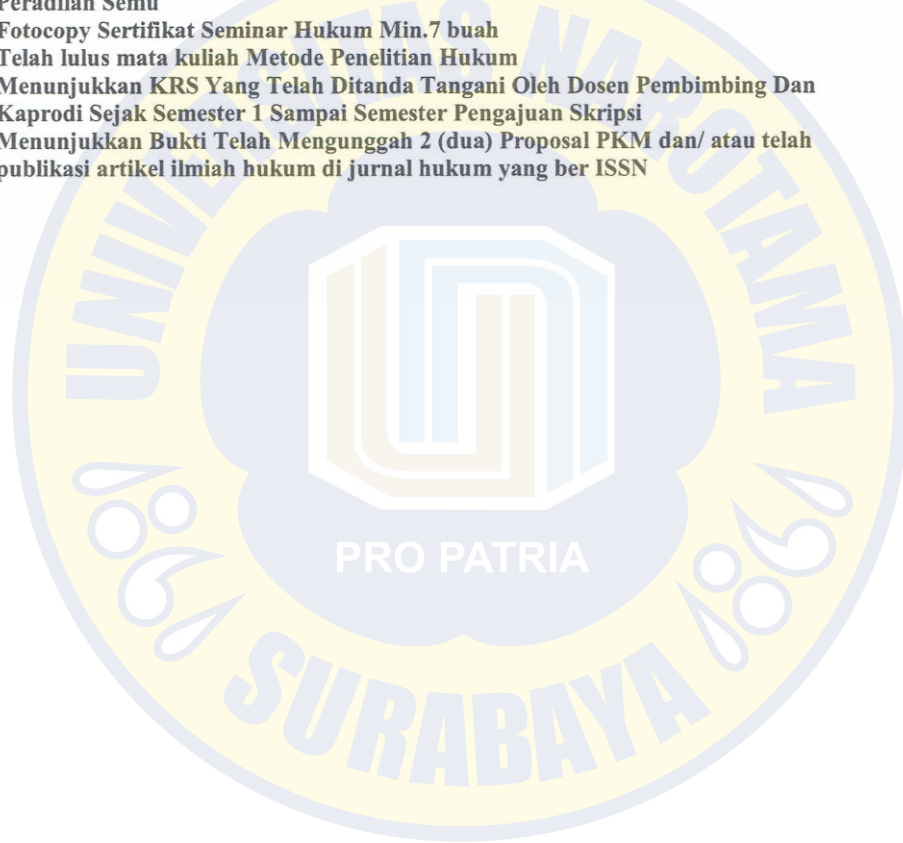 Peradilan Semu
Fotocopy Sertifikat Seminar Hukum Min.7 buah
Telah lulus mata kuliah Metode Penelitian Hukum
Menunjukkan KRS Yang Telah Ditanda Tangani Oleh Dosen Pembimbing Dan
Kaprodi Sejak Semester 1 Sampai Semester Pengajuan Skripsi
Menunjukkan Bukti Telah Mengunggah 2 (dua) Proposal PKM dan/ atau telah
publikasi artikel ilmiah hukum di jurnal hukum yang ber ISSN
UNIVERSITAS NAROTAMA
PRO PATRIA
SURABAYA